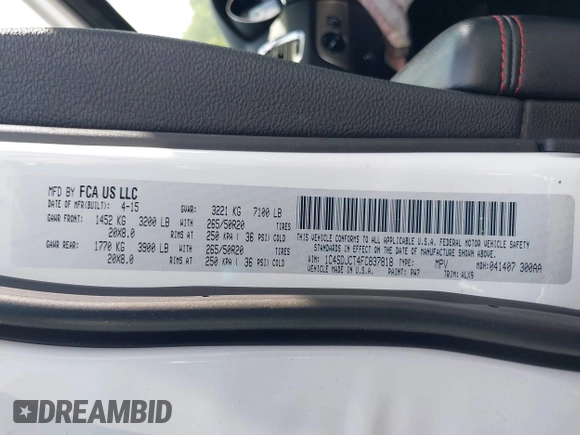 MFD BY FCA US LLC
DATE OF MFR(BUILT): 4-15 GVWR: 3221 KG 7100 LB
GAWR FRONT: 1452 KG 3200 LB WITH 265/50R20 TIRES
20X8.0 RIMS AT 250 KPA ( 36 PSI) COLD
GAWR REAR: 1770 KG 3900 LB WITH 265/50R20 TIRES
20X8.0 RIMS AT 250 KPA ( 36 PSI) COLD
THIS VEHICLE CONFORMS TO ALL APPLICABLE U.S.A. FEDERAL MOTOR VEHICLE SAFETY
STANDARDS IN EFFECT ON THE DATE OF MANUFACTURE SHOWN ABOVE.
VIN: 1C4SDJCT4FC837818 TYPE: MPV MDH:041407 300AA
VEHICLE MADE IN U.S.A. PAINT: PW7 TRIM: ALX9
DREAMBID